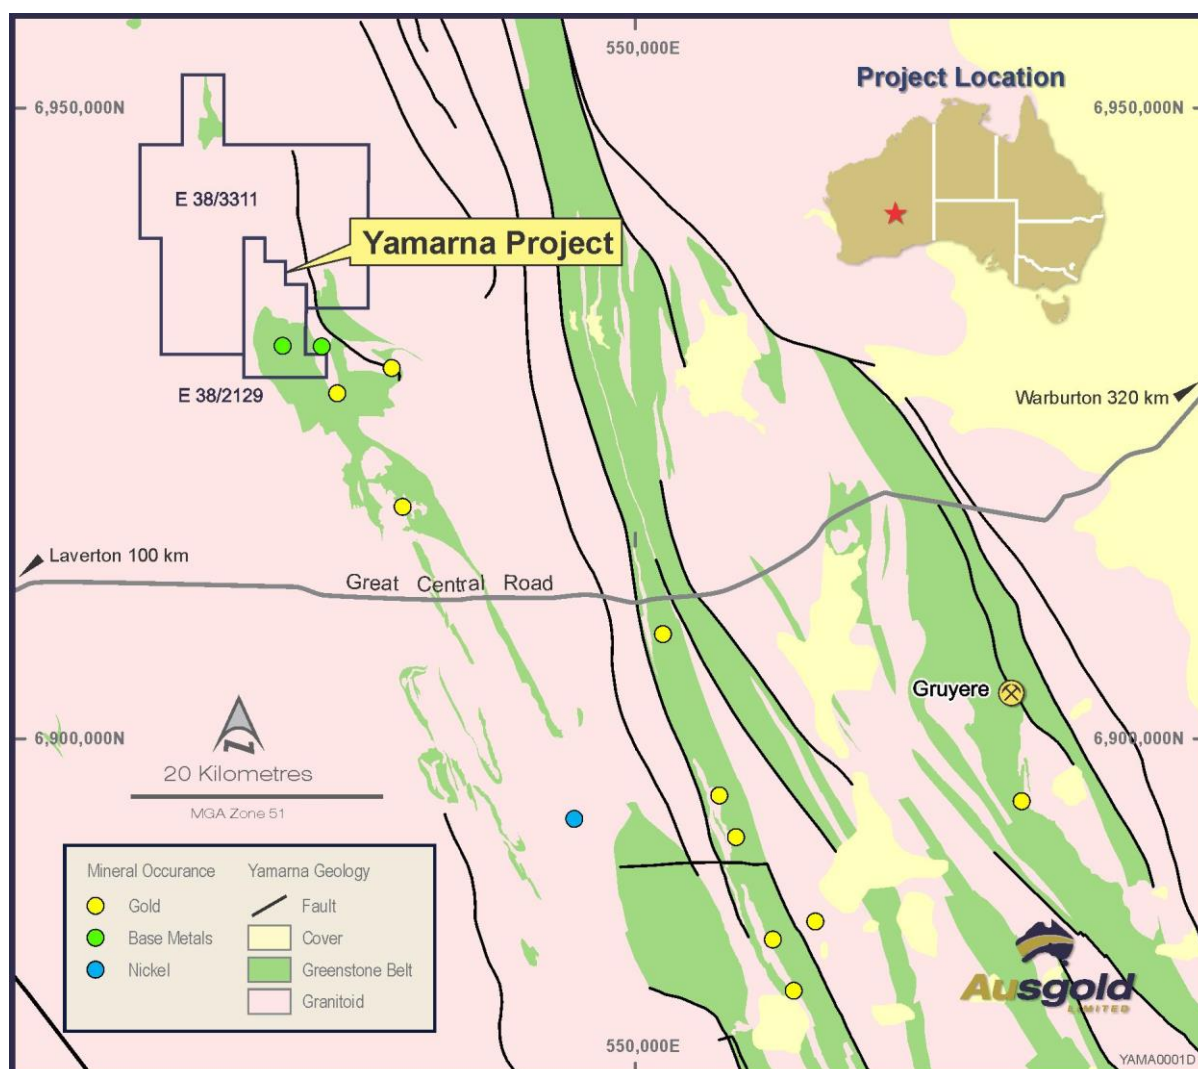 550,000E
Project Location
6,950,000N
6,950,000N
E 38/3311
Yamarna Project
E 38/2129
Warburton 320 km
Laverton 100 km
Great Central Road
Gruyere
6,900,000N
6,900,000N
N
20 Kilometres
MGA Zone 51
Mineral Occurance
Yamarna Geology
Gold
Fault
Base Metals
Cover
Nickel
Greenstone Belt
Granitoid
Ausgold
LIMITED
550,000E
YAMA0001D